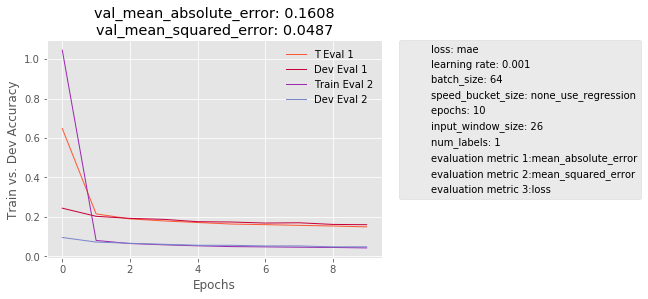 val_mean_absolute_error: 0.1608
val_mean_squared_error: 0.0487
Train vs. Dev Accuracy
1.0
0.8
0.6
0.4
0.2
0.0
0
2
4
6
8
Epochs
T Eval 1
Dev Eval 1
Train Eval 2
Dev Eval 2
loss: mae
learning rate: 0.001
batch_size: 64
speed_bucket_size: none_use_regression
epochs: 10
input_window_size: 26
num_labels: 1
evaluation metric 1:mean_absolute_error
evaluation metric 2:mean_squared_error
evaluation metric 3:loss